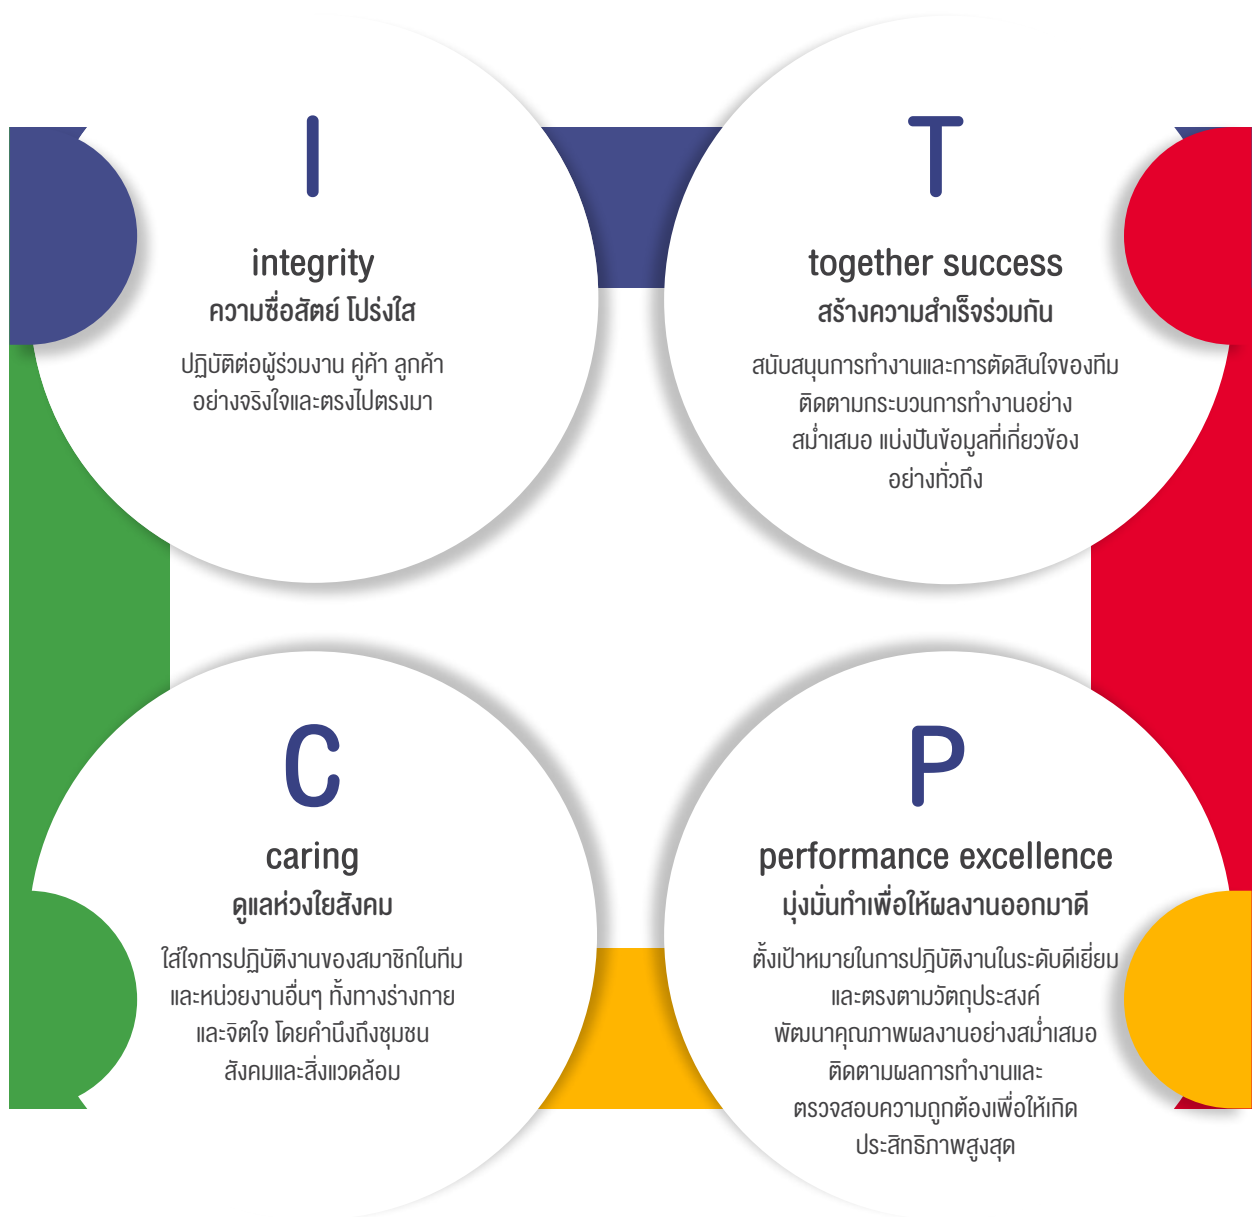 I
integrity
ความซื่อสัตย์ โปร่งใส
ปฏิบัติต่อผู้ร่วมงาน คู่ค้า ลูกค้า
อย่างจริงใจและตรงไปตรงมา
T
together success
สร้างความสำเร็จร่วมกัน
สนับสนุนการทำงานและการตัดสินใจของทีม
ติดตามกระบวนการทำงานอย่าง
สม่ำเสมอ แบ่งปันข้อมูลที่เกี่ยวข้อง
อย่างทั่วถึง
C
caring
ดูแลห่วงใยสังคม
ใส่ใจการปฏิบัติงานของสมาชิกในทีม
และหน่วยงานอื่นๆ ทั้งทางร่างกาย
และจิตใจ โดยคำนึงถึงชุมชน
สังคมและสิ่งแวดล้อม
P
performance excellence
มุ่งมั่นทำเพื่อให้ผลงานออกมาดี
ตั้งเป้าหมายในการปฎิบัติงานในระดับดีเยี่ยม
และตรงตามวัตถุประสงค์
พัฒนาคุณภาพผลงานอย่างสม่ำเสมอ
ติดตามผลการทำงานและ
ตรวจสอบความถูกต้องเพื่อให้เกิด
ประสิทธิภาพสูงสุด